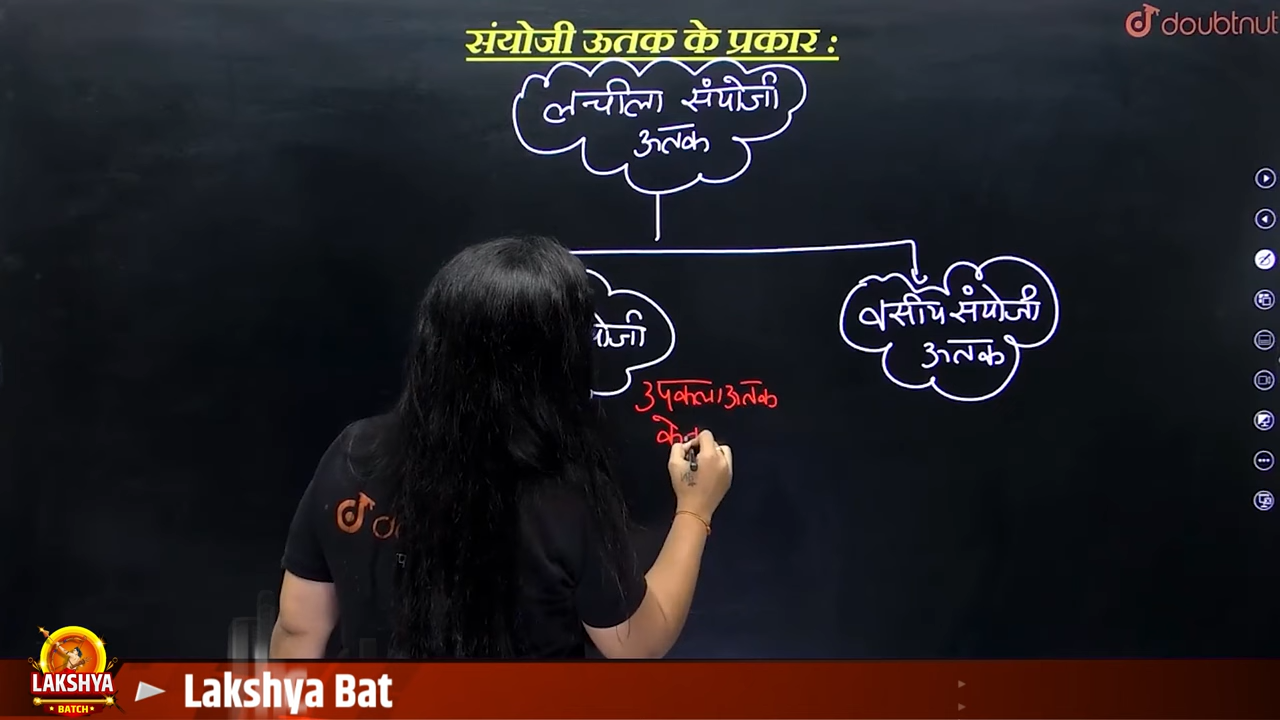 doubtnut
संयोजी ऊतक के प्रकार :
लचीला संयोजी
ऊतक
वसीय संयोजी
ऊतक
उपकला ऊतक
के
LAKSHYA
BATCH
Lakshya Bat